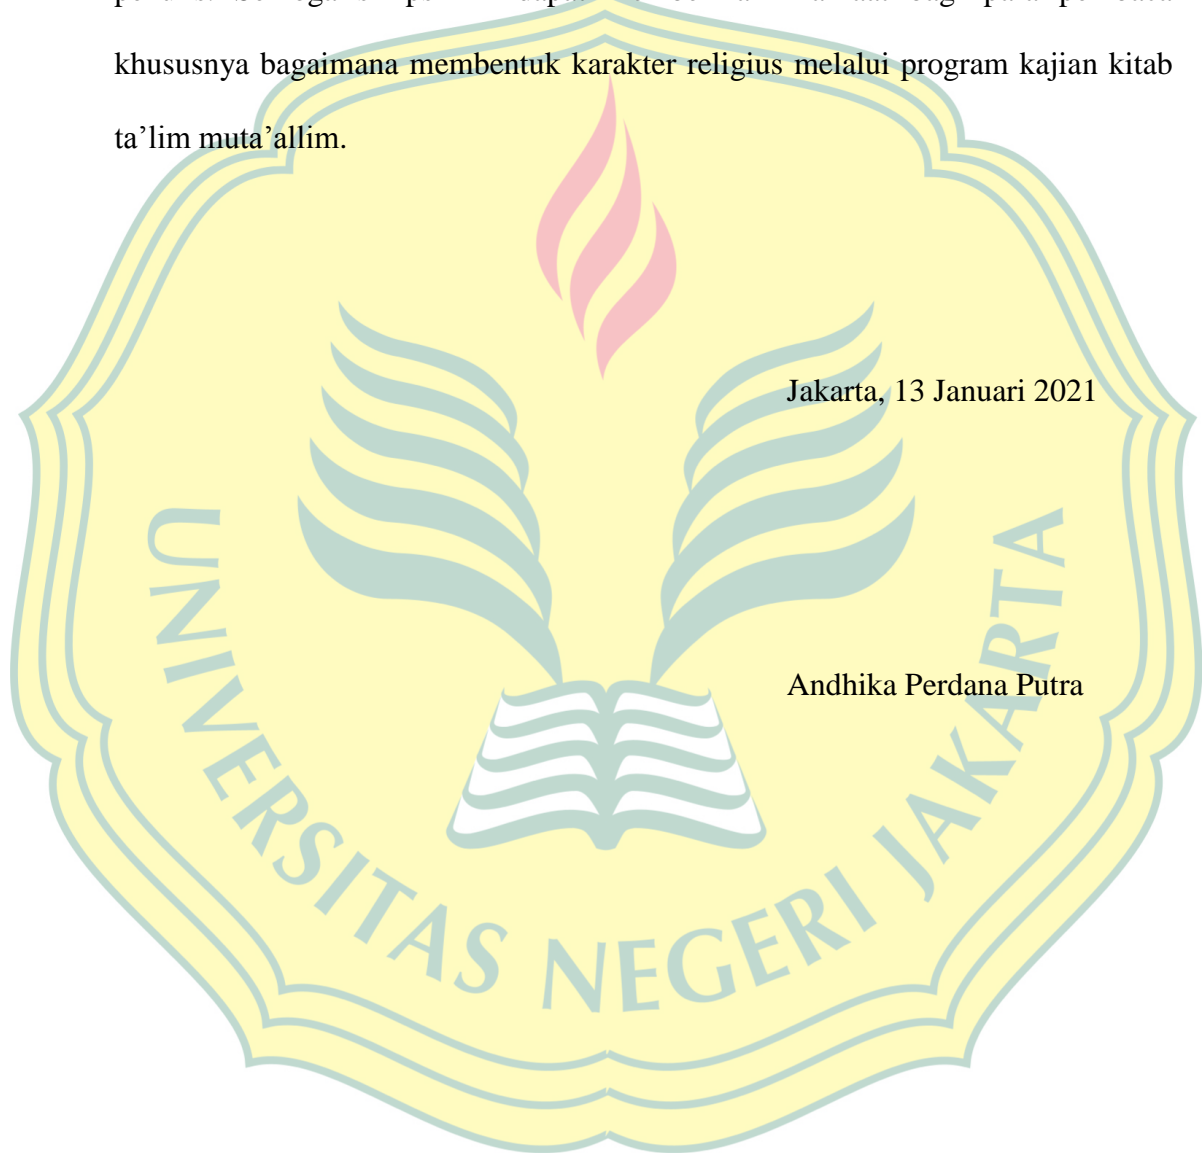 khususnya bagaimana membentuk karakter religius melalui program kajian kitab
ta’lim muta’allim.
Jakarta, 13 Januari 2021
Andhika Perdana Putra
UNIVERSITAS NEGERI JAKARTA